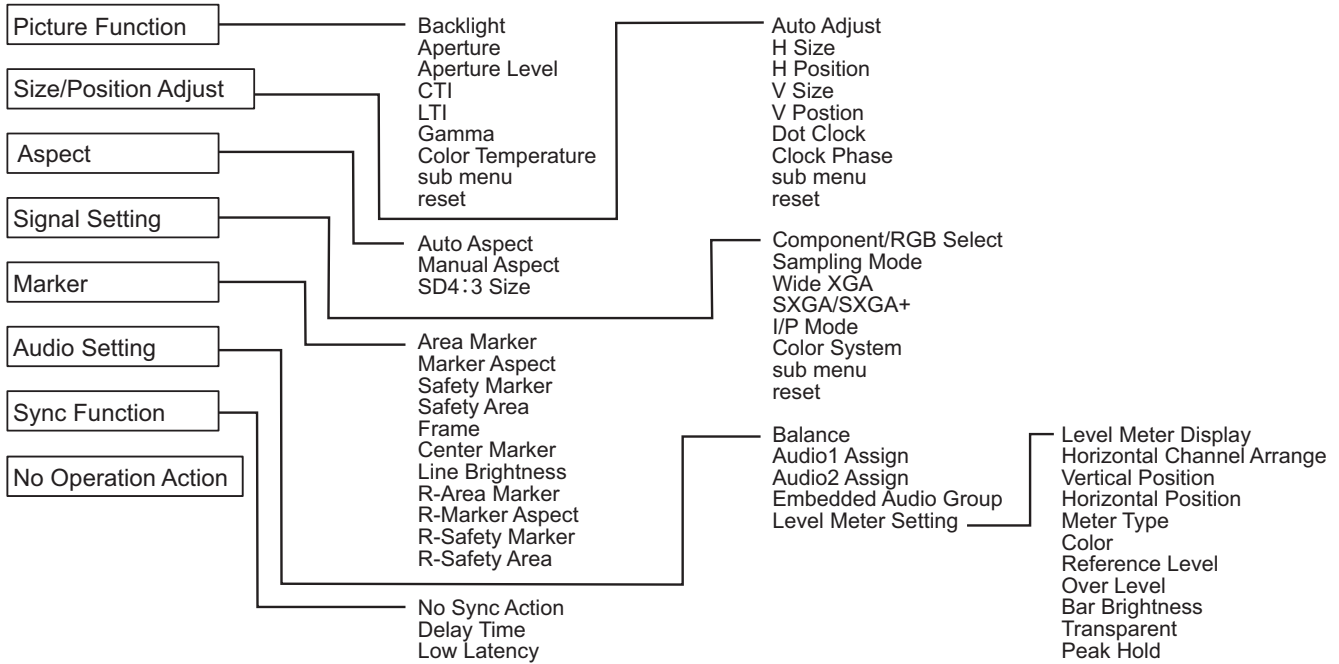 Picture Function
Size/Position Adjust
Aspect
Signal Setting
Marker
Audio Setting
Sync Function
No Operation Action
Backlight
Aperture
Aperture Level
CTI
LTI
Gamma
Color Temperature
sub menu
reset
Auto Adjust
H Size
H Position
V Size
V Postion
Dot Clock
Clock Phase
sub menu
reset
Auto Aspect
Manual Aspect
SD4:3 Size
Component/RGB Select
Sampling Mode
Wide XGA
SXGA/SXGA+
I/P Mode
Color System
sub menu
reset
Area Marker
Marker Aspect
Safety Marker
Safety Area
Frame
Center Marker
Line Brightness
R-Area Marker
R-Marker Aspect
R-Safety Marker
R-Safety Area
Balance
Audio1 Assign
Audio2 Assign
Embedded Audio Group
Level Meter Setting
Level Meter Display
Horizontal Channel Arrange
Vertical Position
Horizontal Position
Meter Type
Color
Reference Level
Over Level
Bar Brightness
Transparent
Peak Hold
No Sync Action
Delay Time
Low Latency